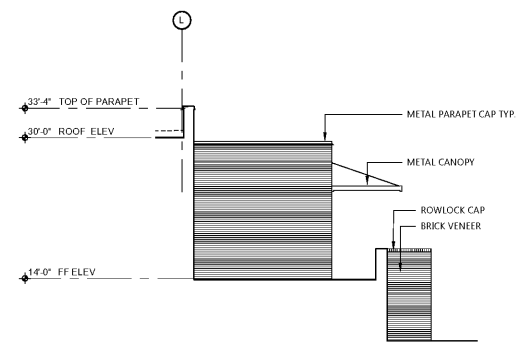 L
33'-4" TOP OF PARAPET
METAL PARAPET CAP TYP.
30'-0" ROOF ELEV
METAL CANOPY
ROWLOCK CAP
BRICK VENEER
14'-0" FF ELEV